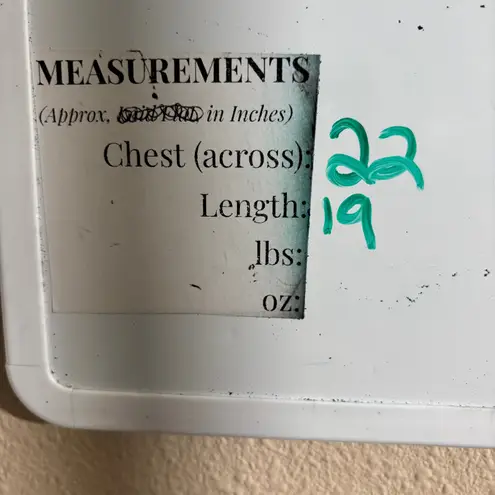 MEASUREMENTS
(Approx, in Inches)
Chest (across): 22
Length: 19
lbs:
oz: